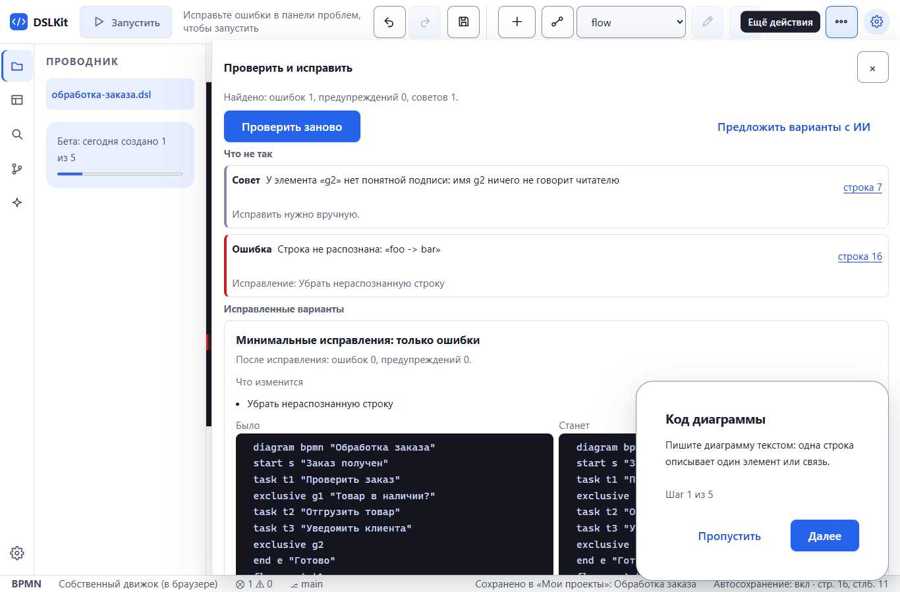 DSLKit
Запустить
Исправьте ошибки в панели проблем,
чтобы запустить
flow
Ещё действия
ПРОВОДНИК
обработка-заказа.dsl
Бета: сегодня создано 1
из 5
Проверить и исправить
×
Найдено: ошибок 1, предупреждений 0, советов 1.
Проверить заново
Предложить варианты с ИИ
Что не так
Совет У элемента «g2» нет понятной подписи: имя g2 ничего не говорит читателю
строка 7
Исправить нужно вручную.
Ошибка Строка не распознана: «foo -> bar»
строка 16
Исправление: Убрать нераспознанную строку
Исправленные варианты
Минимальные исправления: только ошибки
После исправления: ошибок 0, предупреждений 0.
Что изменится
• Убрать нераспознанную строку
Было
diagram bpmn "Обработка заказа"
start s "Заказ получен"
task t1 "Проверить заказ"
exclusive g1 "Товар в наличии?"
task t2 "Отгрузить товар"
task t3 "Уведомить клиента"
exclusive g2
end e "Готово"
Станет
diagram bp
start s "З
task t1 "П
exclusive
task t2 "О
task t3 "У
exclusive
end e "Гот
Код диаграммы
Пишите диаграмму текстом: одна строка
описывает один элемент или связь.
Шаг 1 из 5
Пропустить
Далее
BPMN
Собственный движок (в браузере)
1
0
main
Сохранено в «Мои проекты»: Обработка заказа
Автосохранение: вкл · стр. 16, стлб. 11